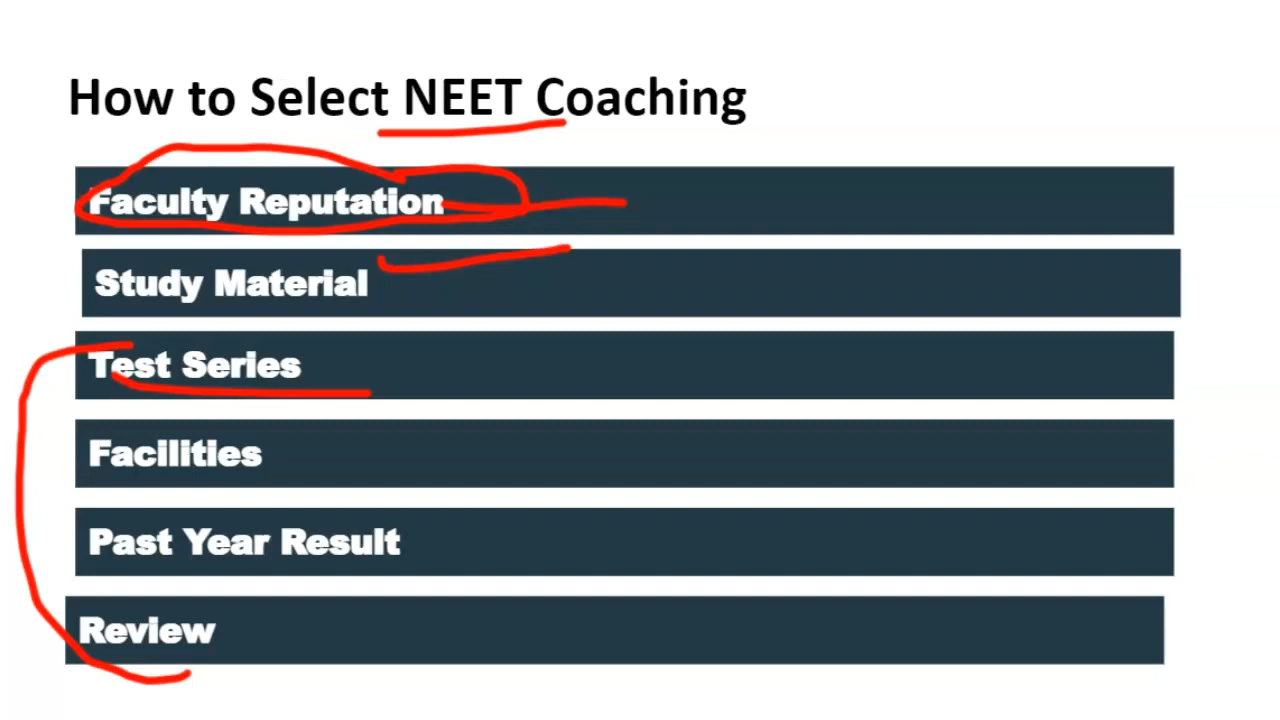 How to Select NEET Coaching
Faculty Reputation
Study Material
Test Series
Facilities
Past Year Result
Review